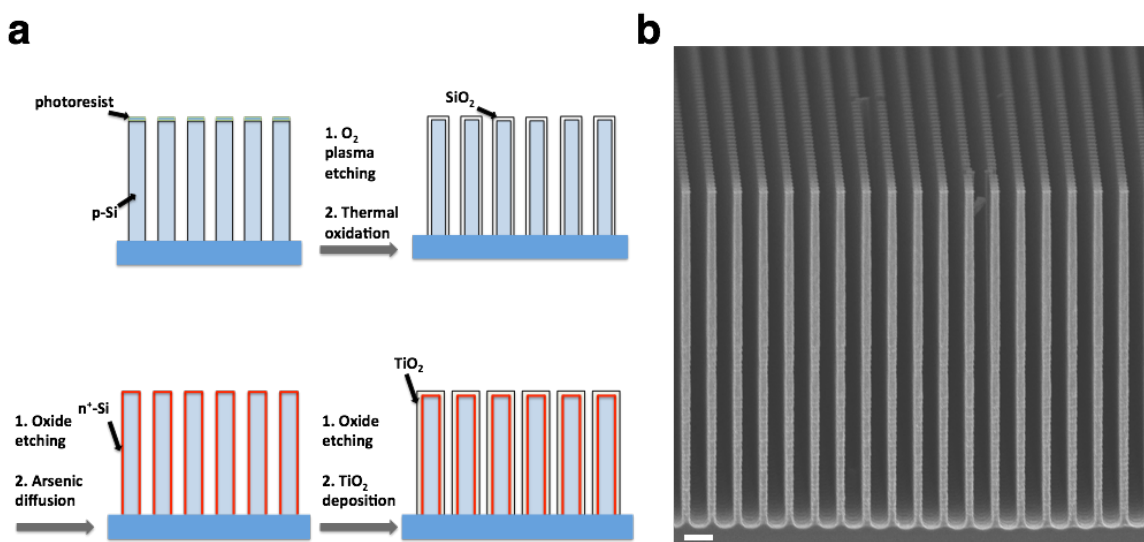 a
b
photoresist
p-Si
1. O₂
plasma
etching
2. Thermal
oxidation
SiO₂
1. Oxide
etching
2. Arsenic
diffusion
n⁺-Si
1. Oxide
etching
2. TiO₂
deposition
TiO₂